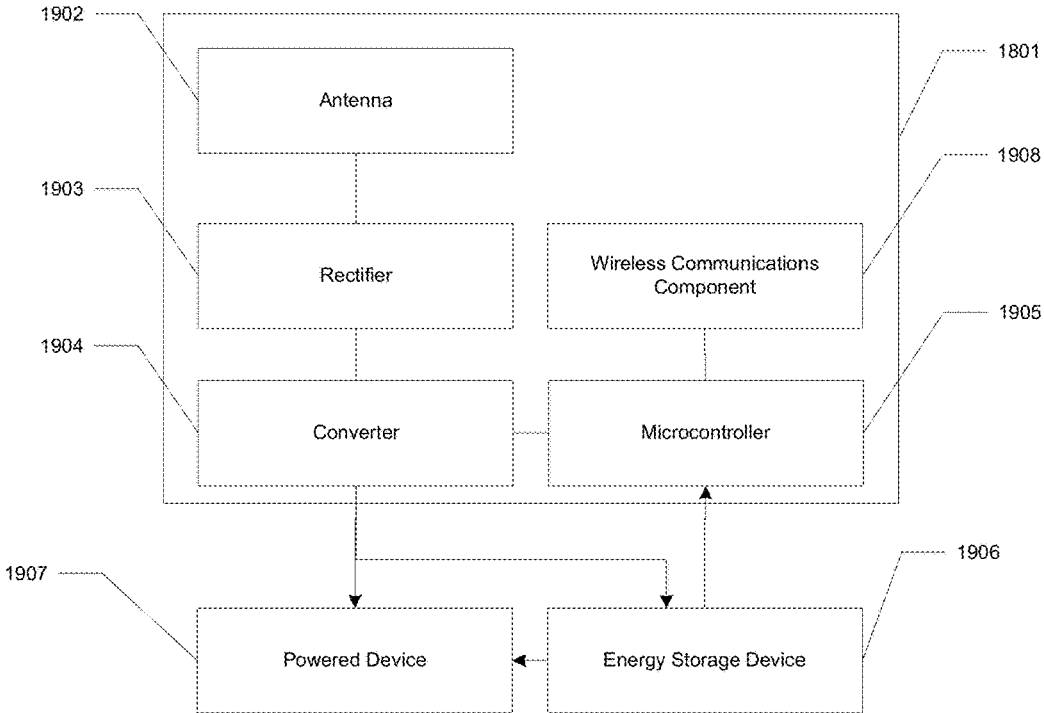 1902
Antenna
1801
1908
1903
Rectifier
Wireless Communications
Component
1905
1904
Converter
Microcontroller
1906
1907
Powered Device
Energy Storage Device